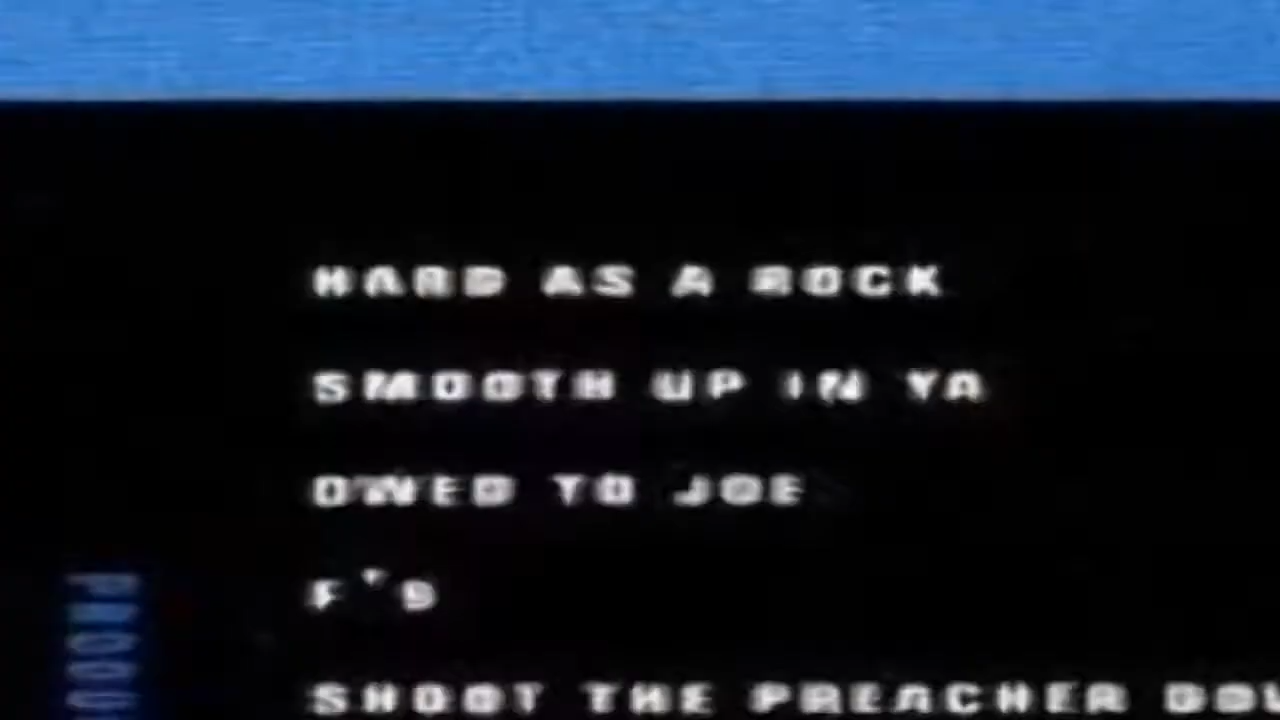 HARD AS A ROCK
SMOOTH UP IN YA
OWED TO JOE
F'S
SHOOT THE PREACHER